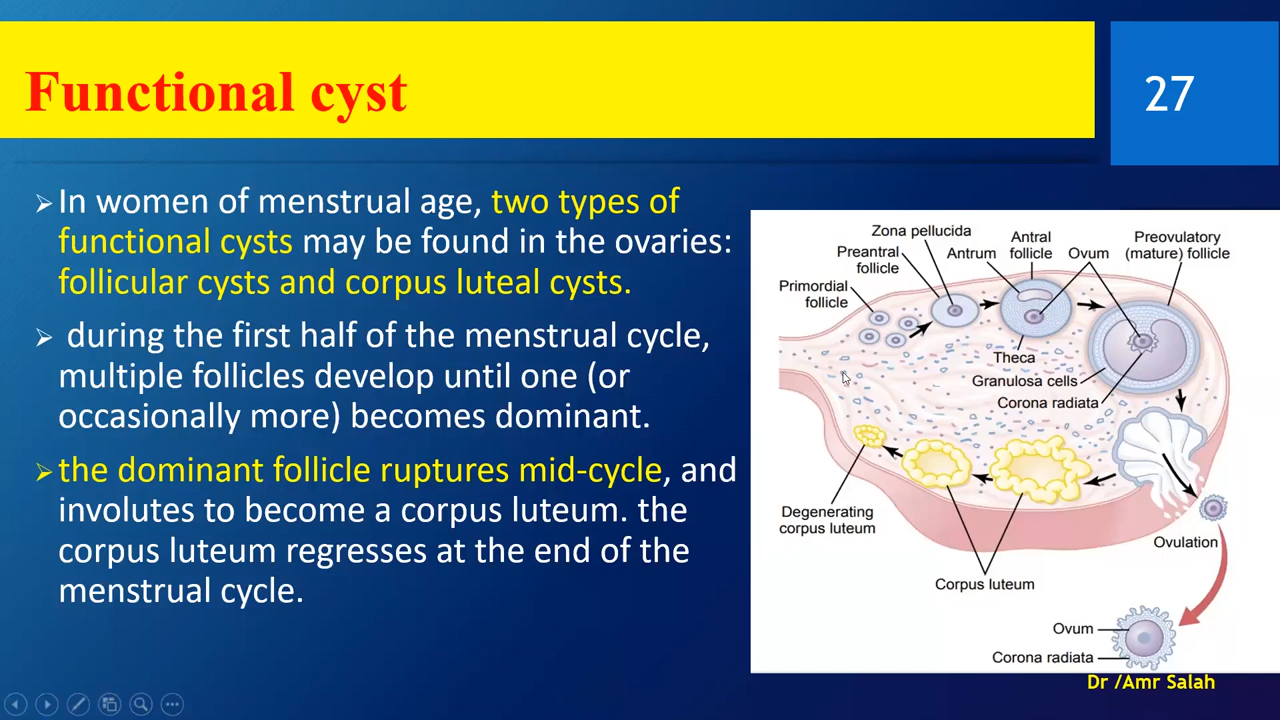 Functional cyst
27
➢In women of menstrual age, two types of
functional cysts may be found in the ovaries:
follicular cysts and corpus luteal cysts.
➢ during the first half of the menstrual cycle,
multiple follicles develop until one (or
occasionally more) becomes dominant.
➢the dominant follicle ruptures mid-cycle, and
involutes to become a corpus luteum. the
corpus luteum regresses at the end of the
menstrual cycle.
Zona pellucida
Preantral
follicle
Antrum
Antral
follicle
Ovum
Preovulatory
(mature) follicle
Primordial
follicle
Theca
Granulosa cells
Corona radiata
Degenerating
corpus luteum
Corpus luteum
Ovulation
Ovum
Corona radiata
Dr /Amr Salah